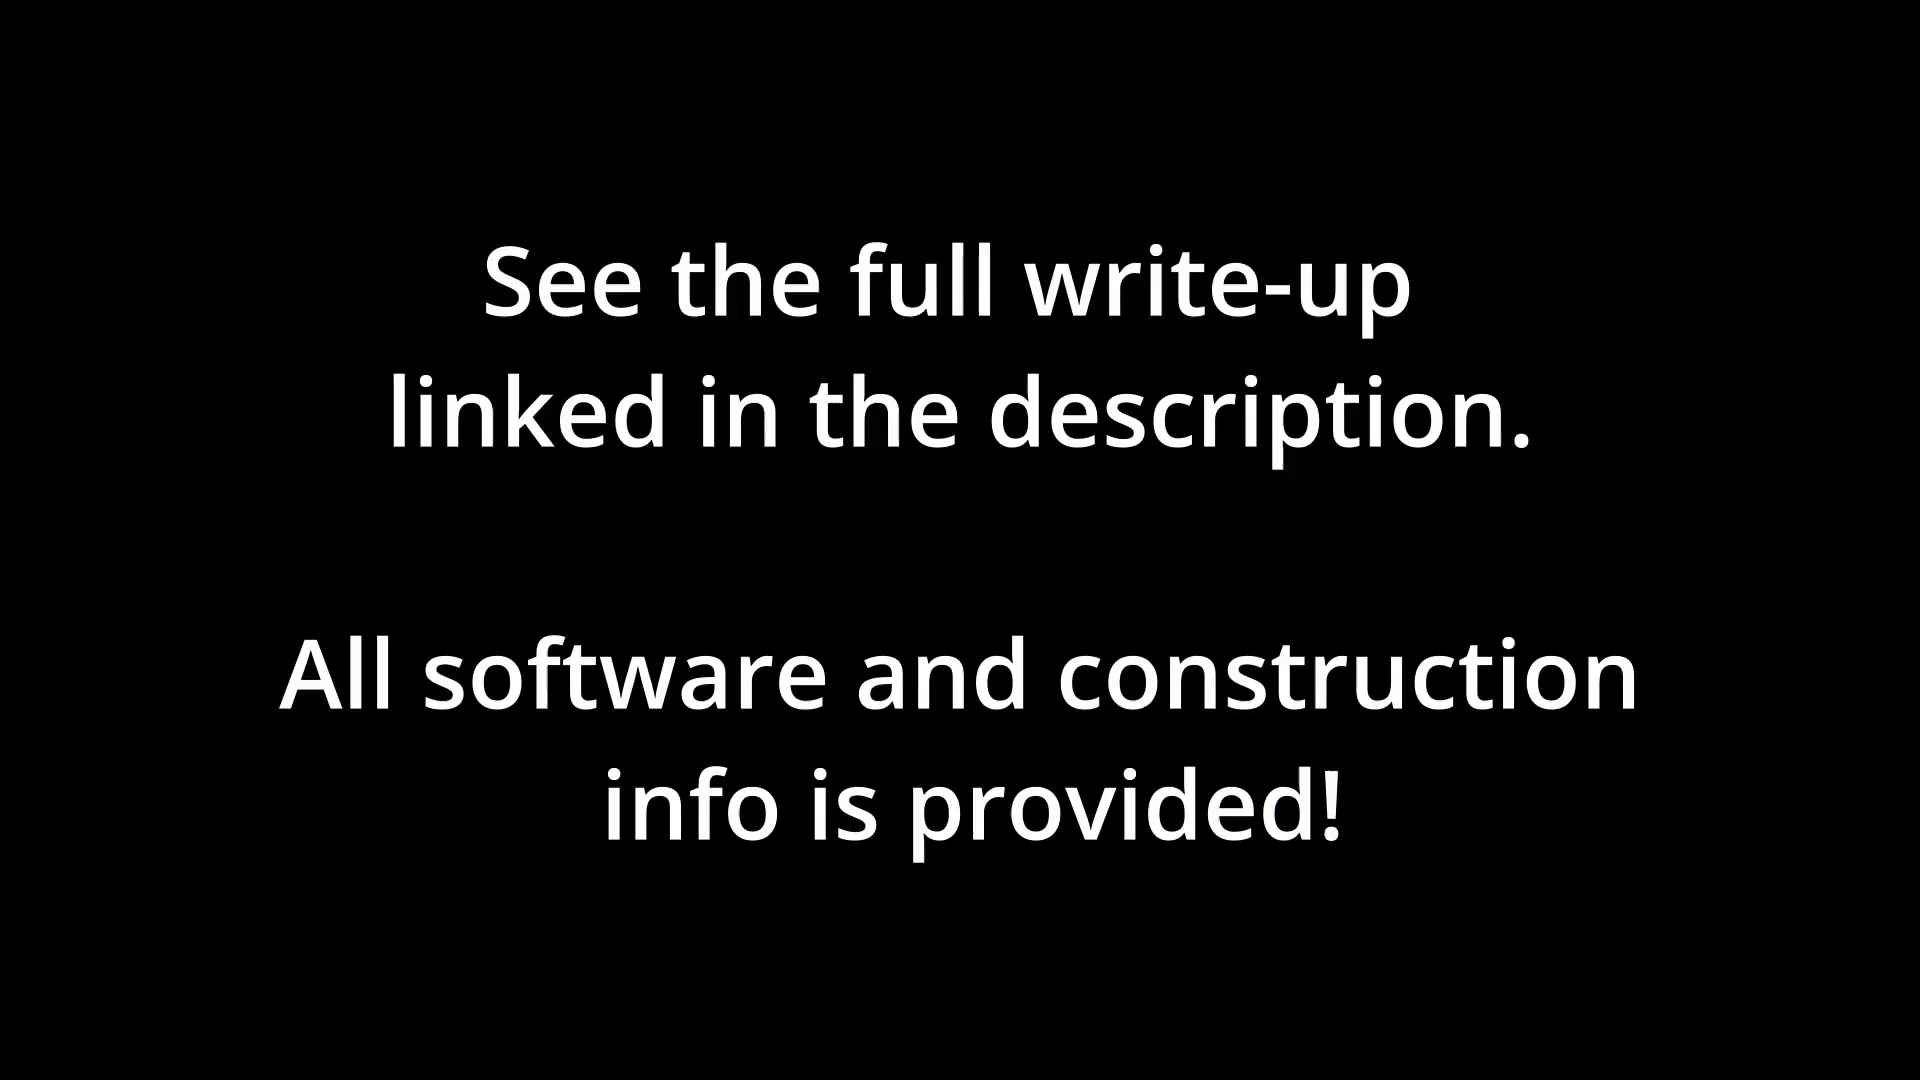 See the full write-up
linked in the description.
All software and construction
info is provided!